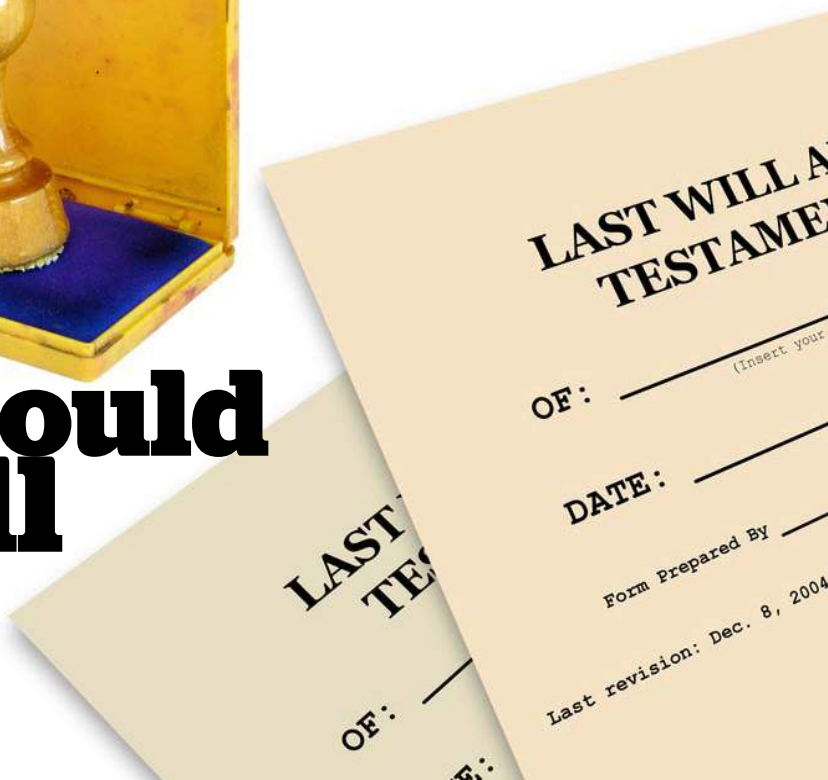 ould
ll
LAST WILL A
TESTAME
OF:
(Insert your
DATE:
Form Prepared By
Last revision: Dec. 8, 2004
LAST
TES
OF:
E: